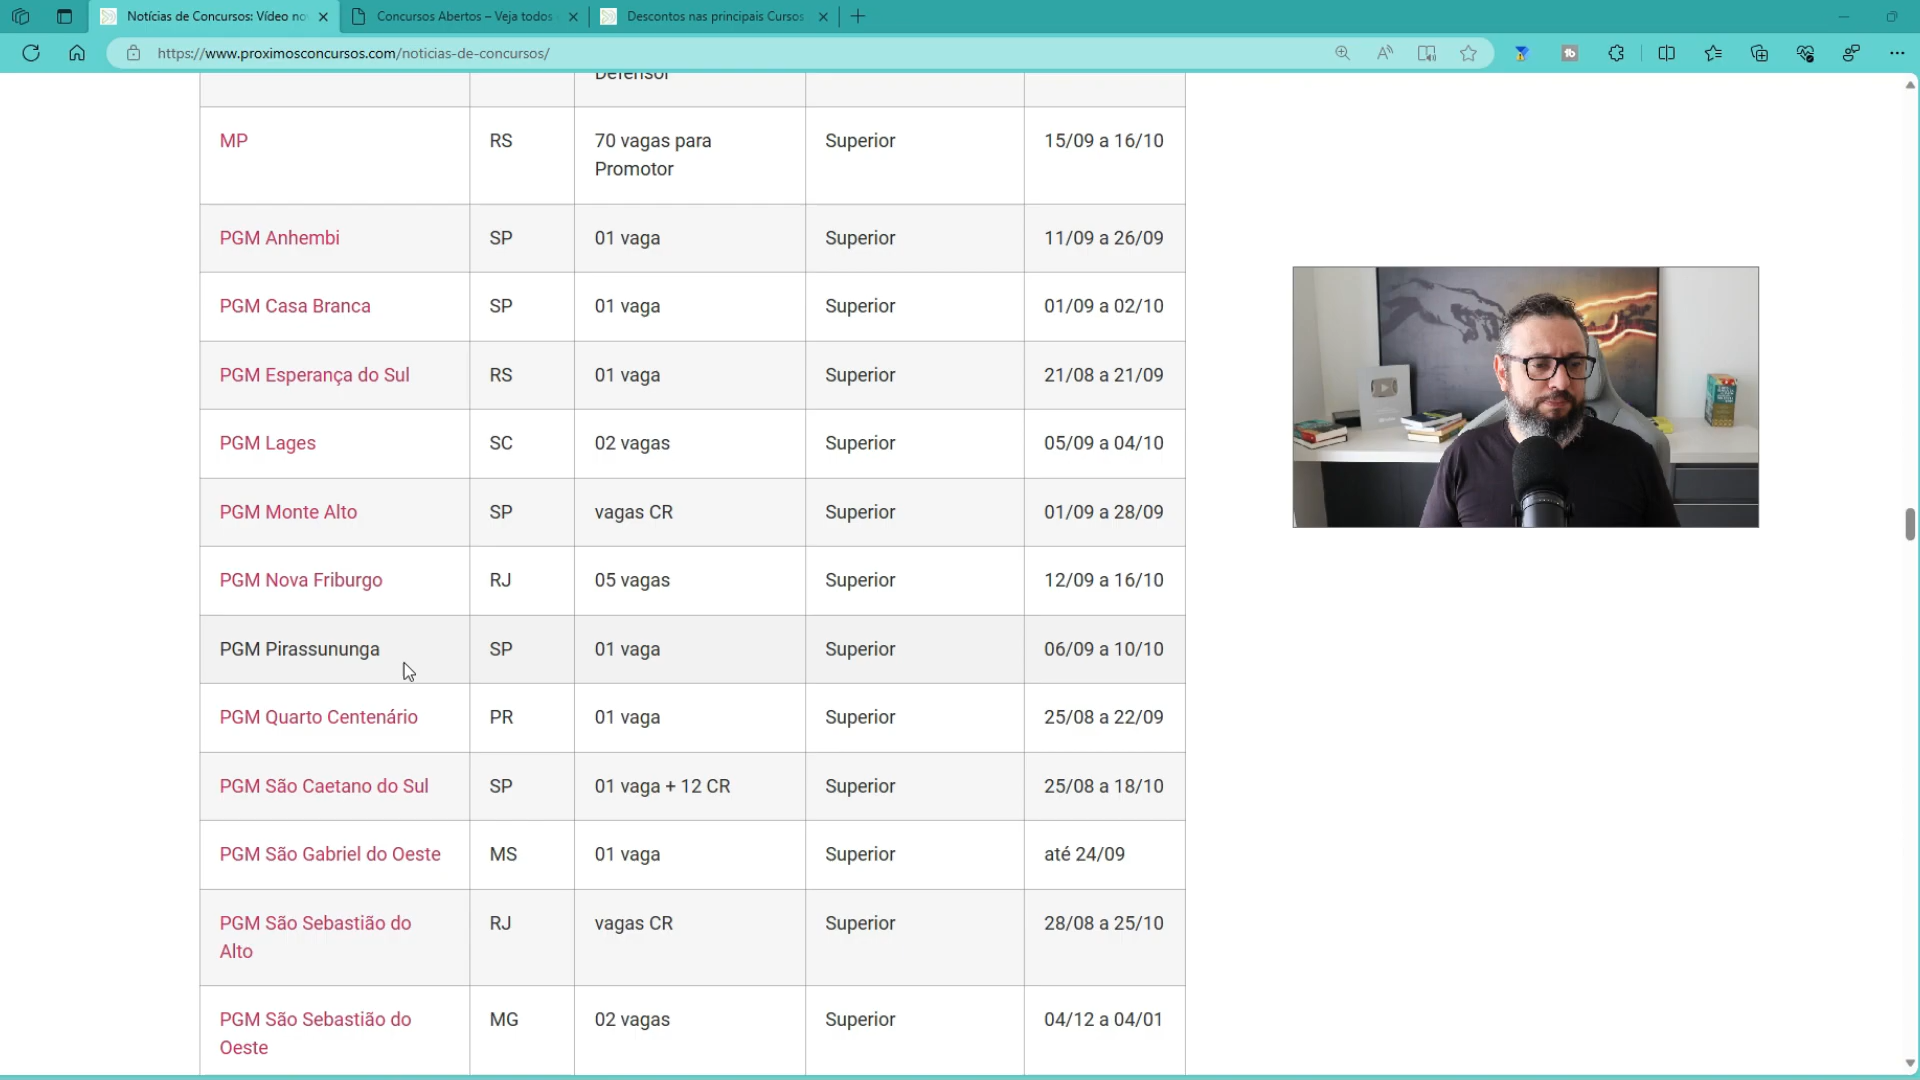 Notícias de Concursos: Vídeo no
Concursos Abertos – Veja todos
Descontos nas principais Cursos
https://www.proximosconcursos.com/noticias-de-concursos/
Defensor
MP RS 70 vagas para Superior 15/09 a 16/10
Promotor
PGM Anhembi SP 01 vaga Superior 11/09 a 26/09
PGM Casa Branca SP 01 vaga Superior 01/09 a 02/10
PGM Esperança do Sul RS 01 vaga Superior 21/08 a 21/09
PGM Lages SC 02 vagas Superior 05/09 a 04/10
PGM Monte Alto SP vagas CR Superior 01/09 a 28/09
PGM Nova Friburgo RJ 05 vagas Superior 12/09 a 16/10
PGM Pirassununga SP 01 vaga Superior 06/09 a 10/10
PGM Quarto Centenário PR 01 vaga Superior 25/08 a 22/09
PGM São Caetano do Sul SP 01 vaga + 12 CR Superior 25/08 a 18/10
PGM São Gabriel do Oeste MS 01 vaga Superior até 24/09
PGM São Sebastião do RJ vagas CR Superior 28/08 a 25/10
Alto
PGM São Sebastião do MG 02 vagas Superior 04/12 a 04/01
Oeste